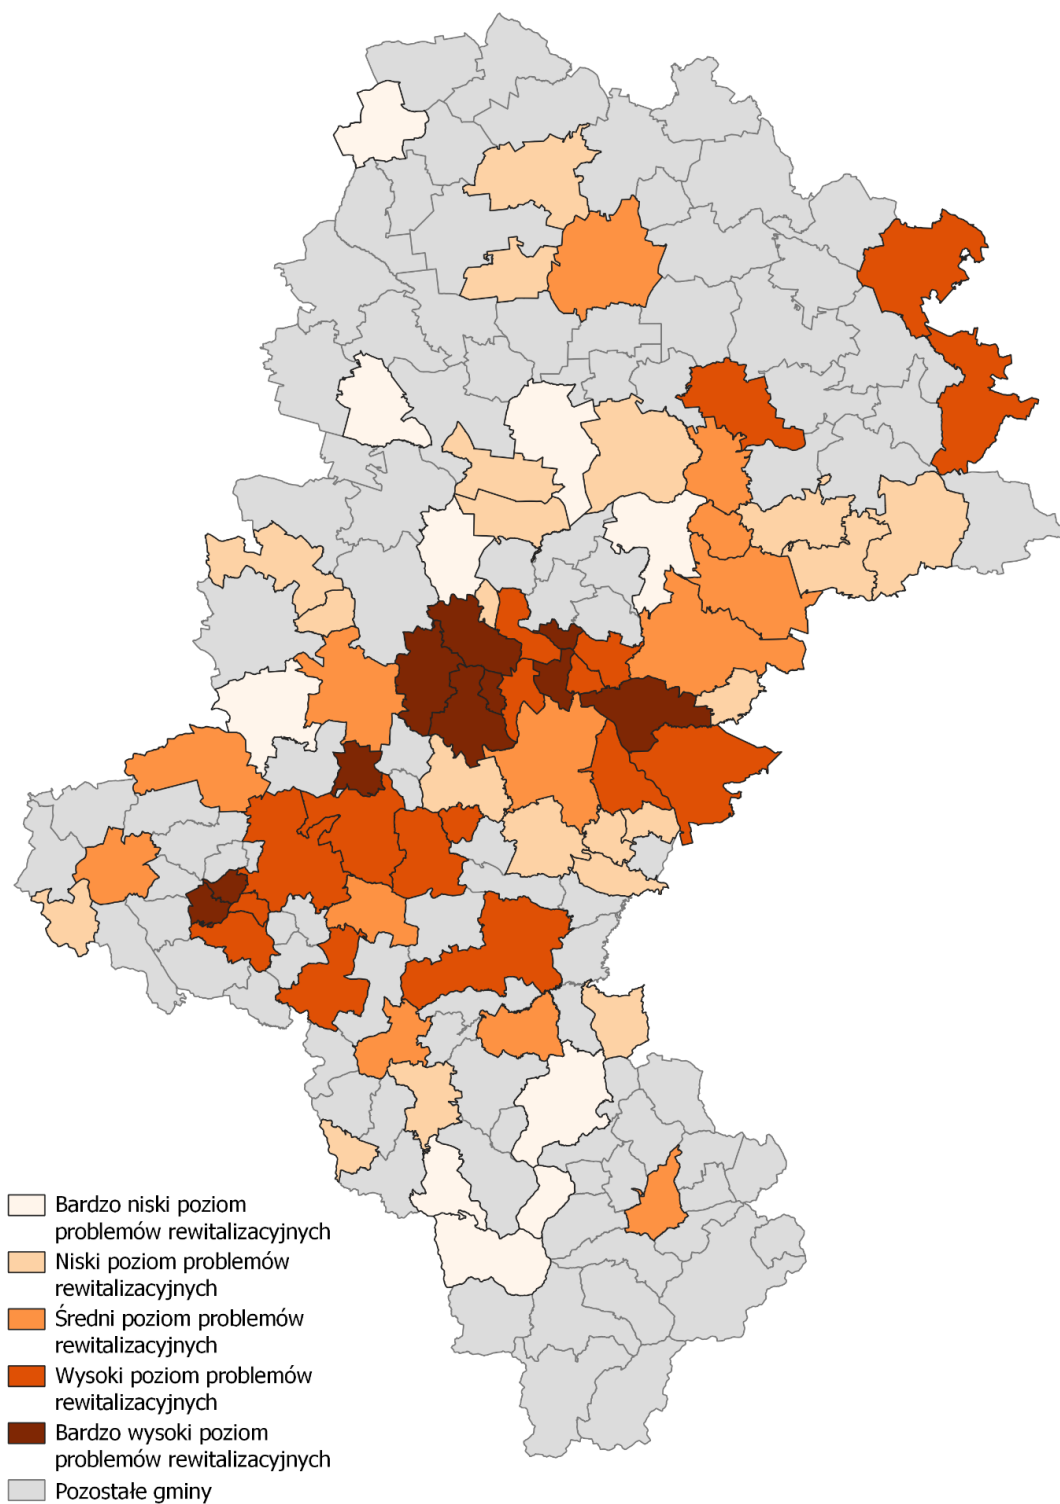 Bardzo niski poziom
problemów rewitalizacyjnych
Niski poziom problemów
rewitalizacyjnych
Średni poziom problemów
rewitalizacyjnych
Wysoki poziom problemów
rewitalizacyjnych
Bardzo wysoki poziom
problemów rewitalizacyjnych
Pozostałe gminy